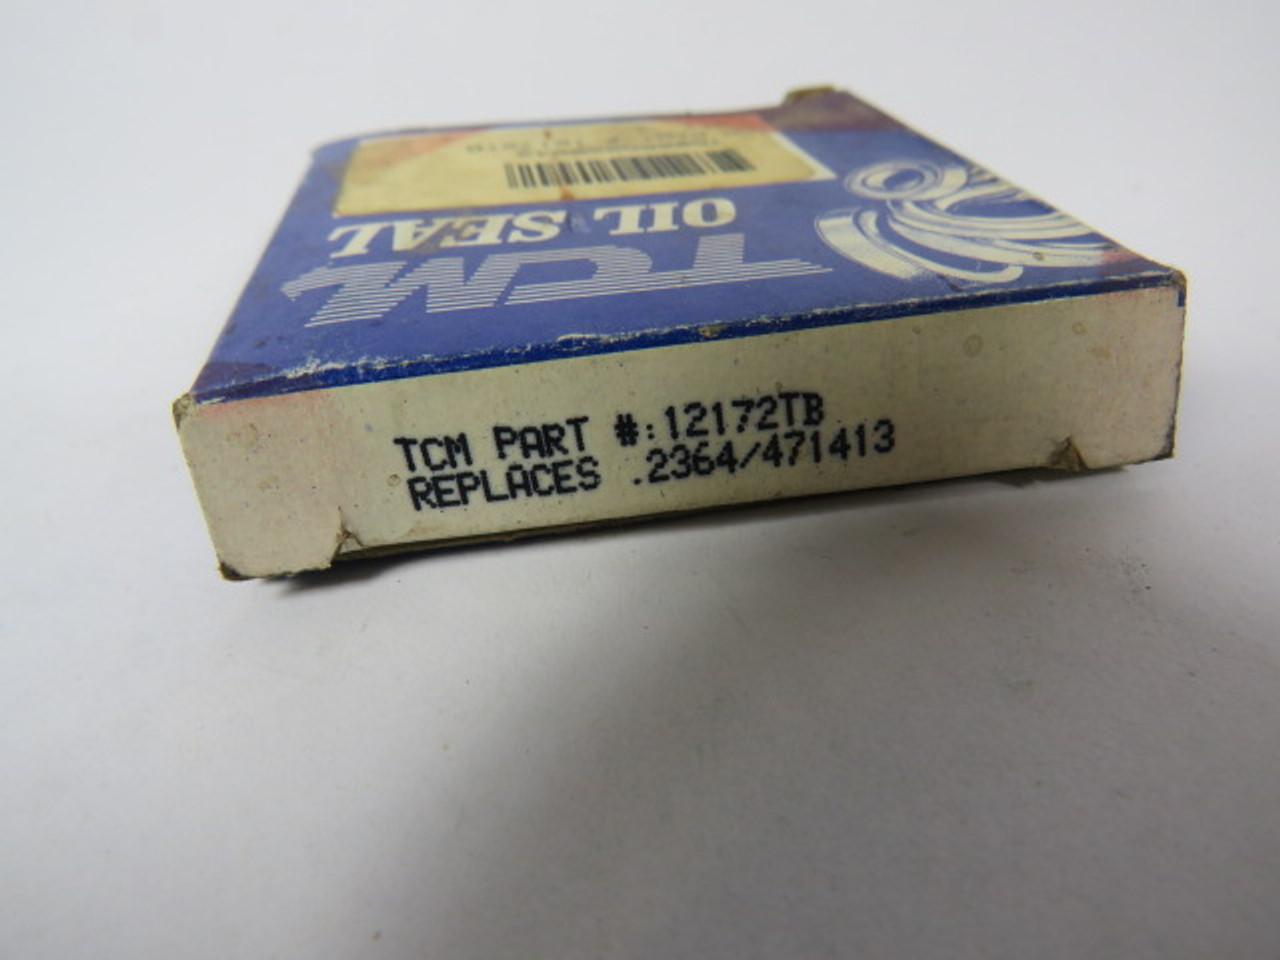 OIL SEAL
TCM
TCM PART #:12172TB
REPLACES .2364/471413